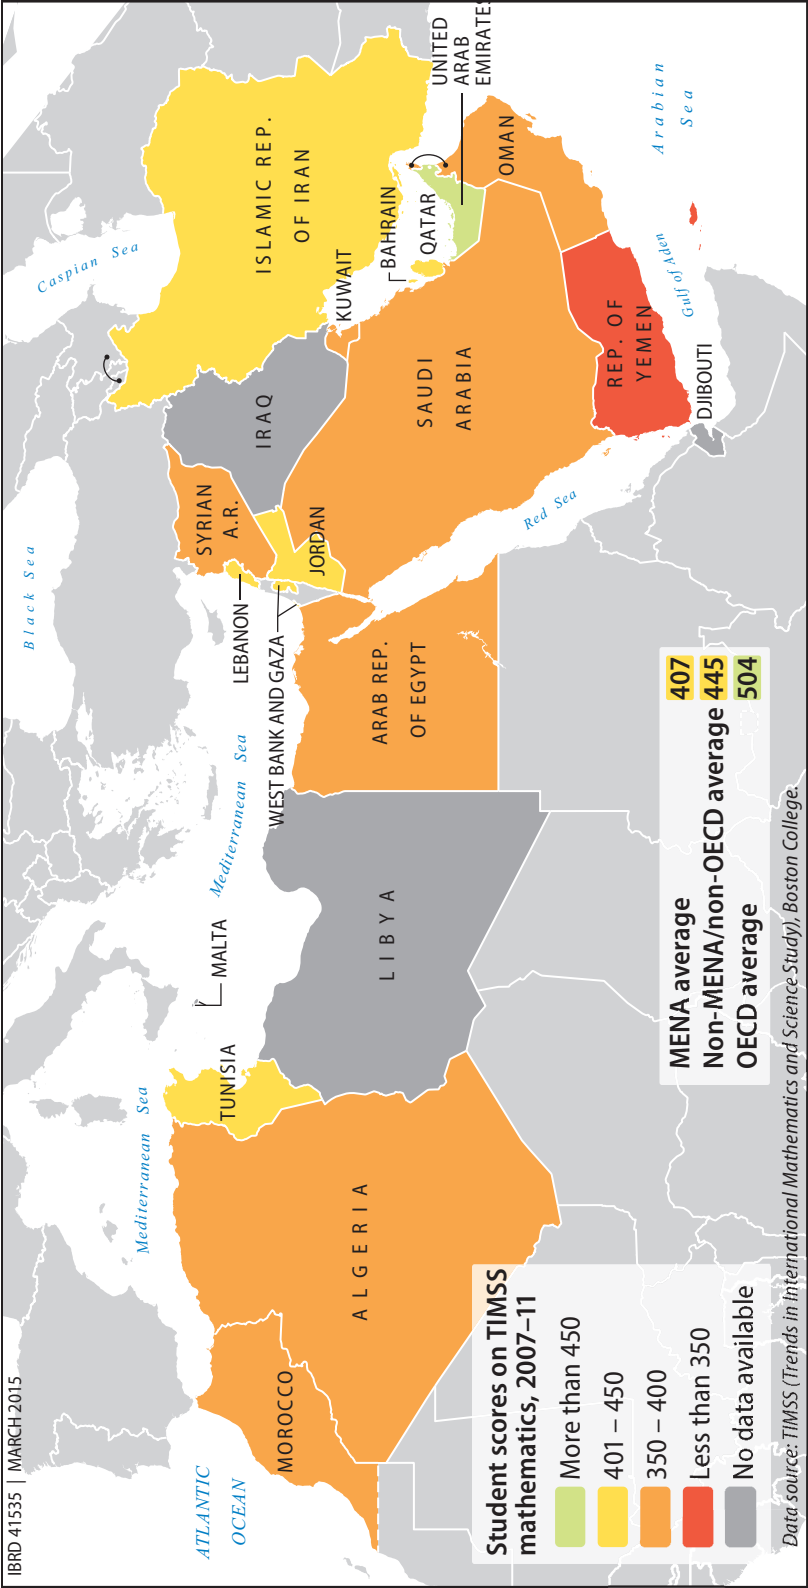 IBRD 41535 | MARCH 2015
ATLANTIC
OCEAN
Mediterranean Sea
Mediterranean Sea
Black Sea
Caspian Sea
Red Sea
Gulf of Aden
Arabian
Sea
MOROCCO
ALGERIA
TUNISIA
MALTA
LIBYA
ARAB REP.
OF EGYPT
WEST BANK AND GAZA
LEBANON
SYRIAN
A.R.
JORDAN
IRAQ
KUWAIT
SAUDI
ARABIA
BAHRAIN
QATAR
ISLAMIC REP.
OF IRAN
UNITED
ARAB
EMIRATES
OMAN
REP. OF
YEMEN
DJIBOUTI
Student scores on TIMSS
mathematics, 2007–11
More than 450
401 – 450
350 – 400
Less than 350
No data available
MENA average 407
Non-MENA/non-OECD average 445
OECD average 504
Data source: TIMSS (Trends in International Mathematics and Science Study), Boston College.